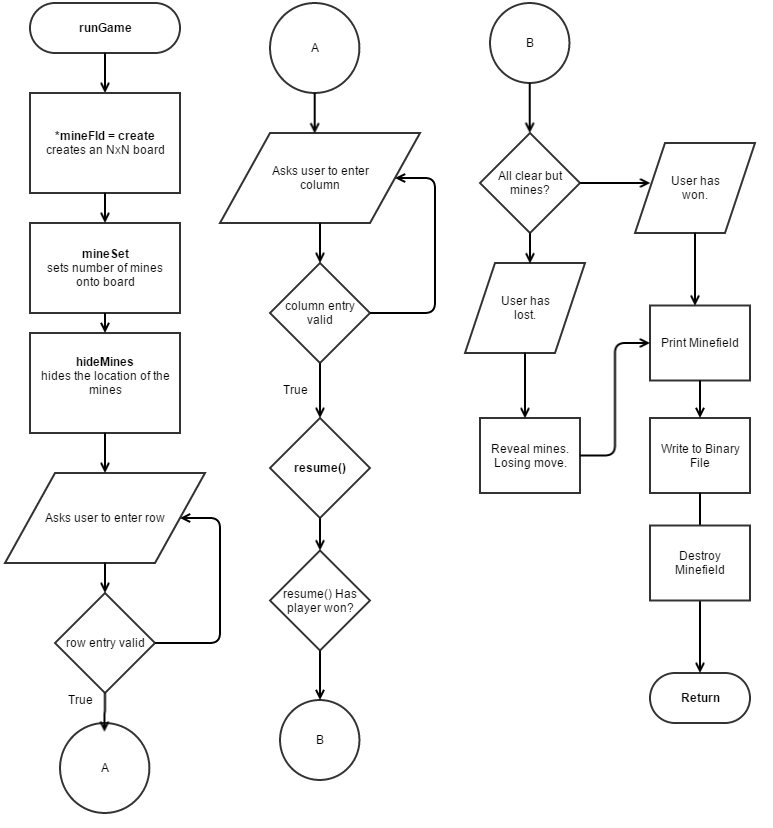 runGame
*mineFld = create
creates an NxN board
mineSet
sets number of mines
onto board
hideMines
hides the location of the
mines
Asks user to enter row
row entry valid
True
A
A
Asks user to enter
column
column entry
valid
True
resume()
resume() Has
player won?
B
B
All clear but
mines?
User has
won.
User has
lost.
Reveal mines.
Losing move.
Print Minefield
Write to Binary
File
Destroy
Minefield
Return